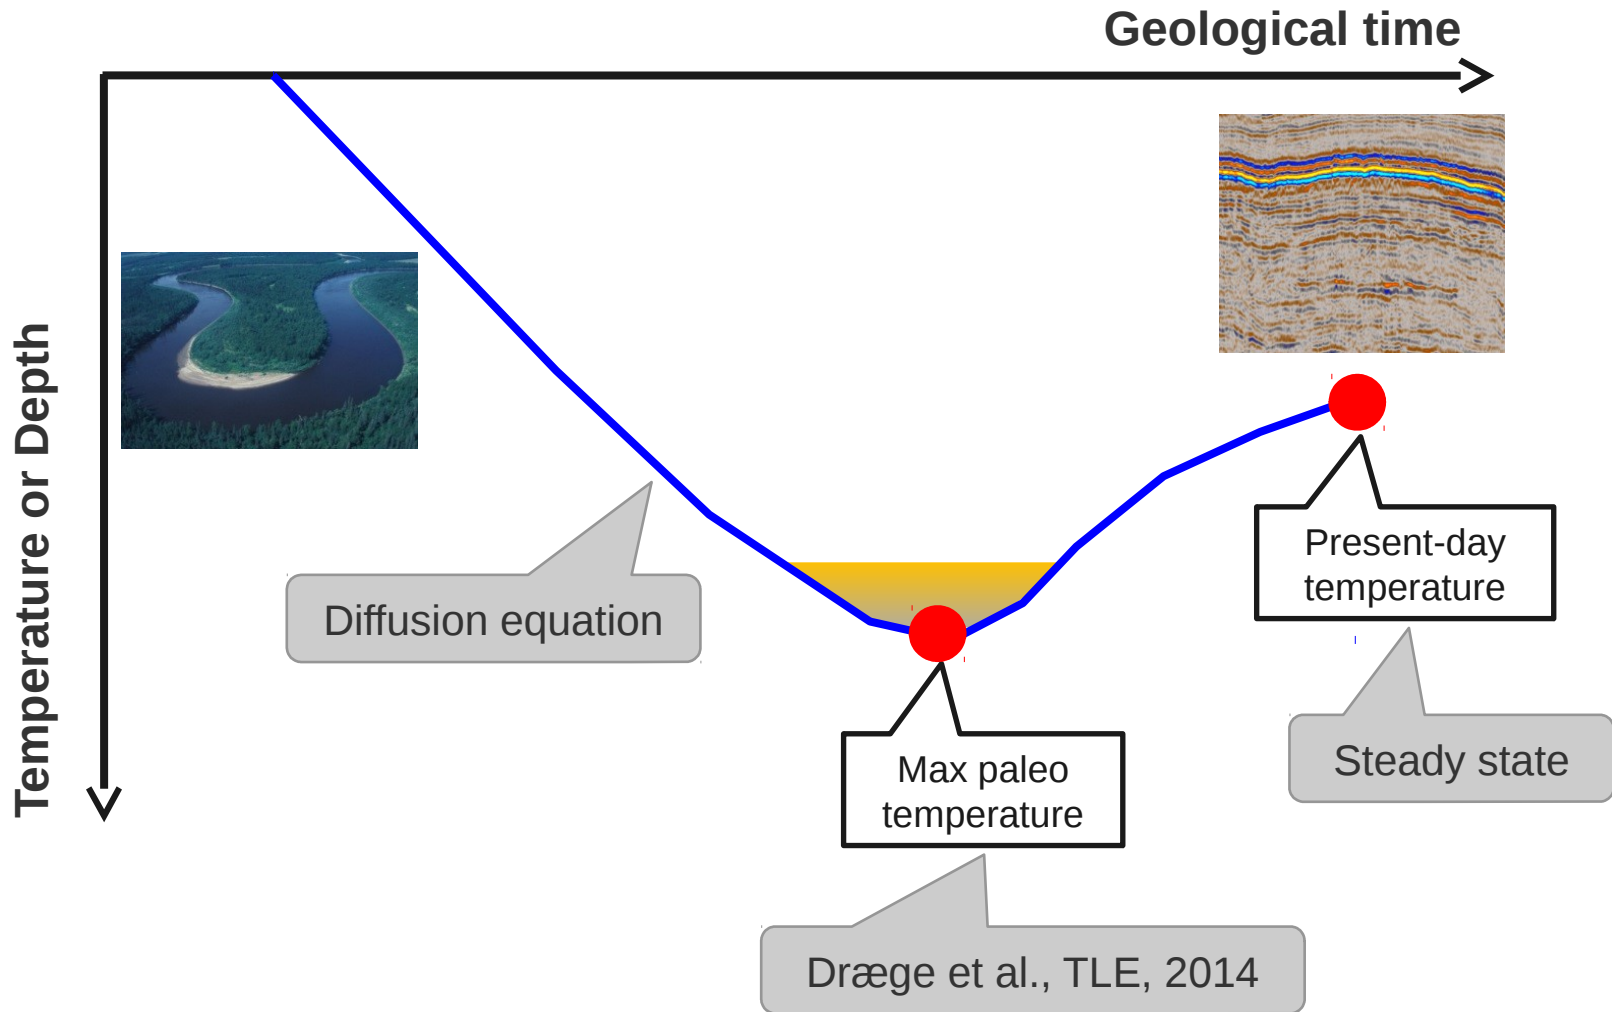 Geological time
Temperature or Depth
Diffusion equation
Present-day
temperature
Max paleo
temperature
Steady state
Dræge et al., TLE, 2014